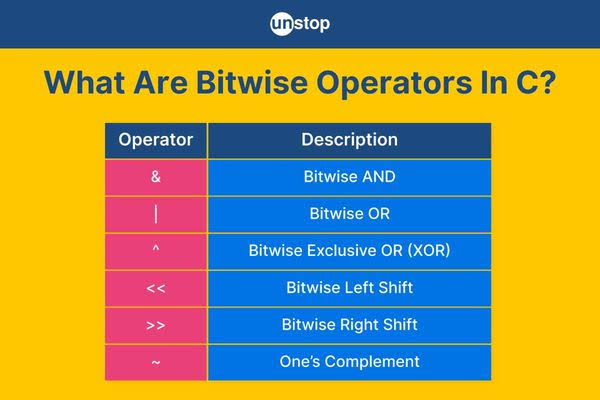 unstop
What Are Bitwise Operators In C?
Operator Description
& Bitwise AND
| Bitwise OR
^ Bitwise Exclusive OR (XOR)
<< Bitwise Left Shift
>> Bitwise Right Shift
~ One's Complement